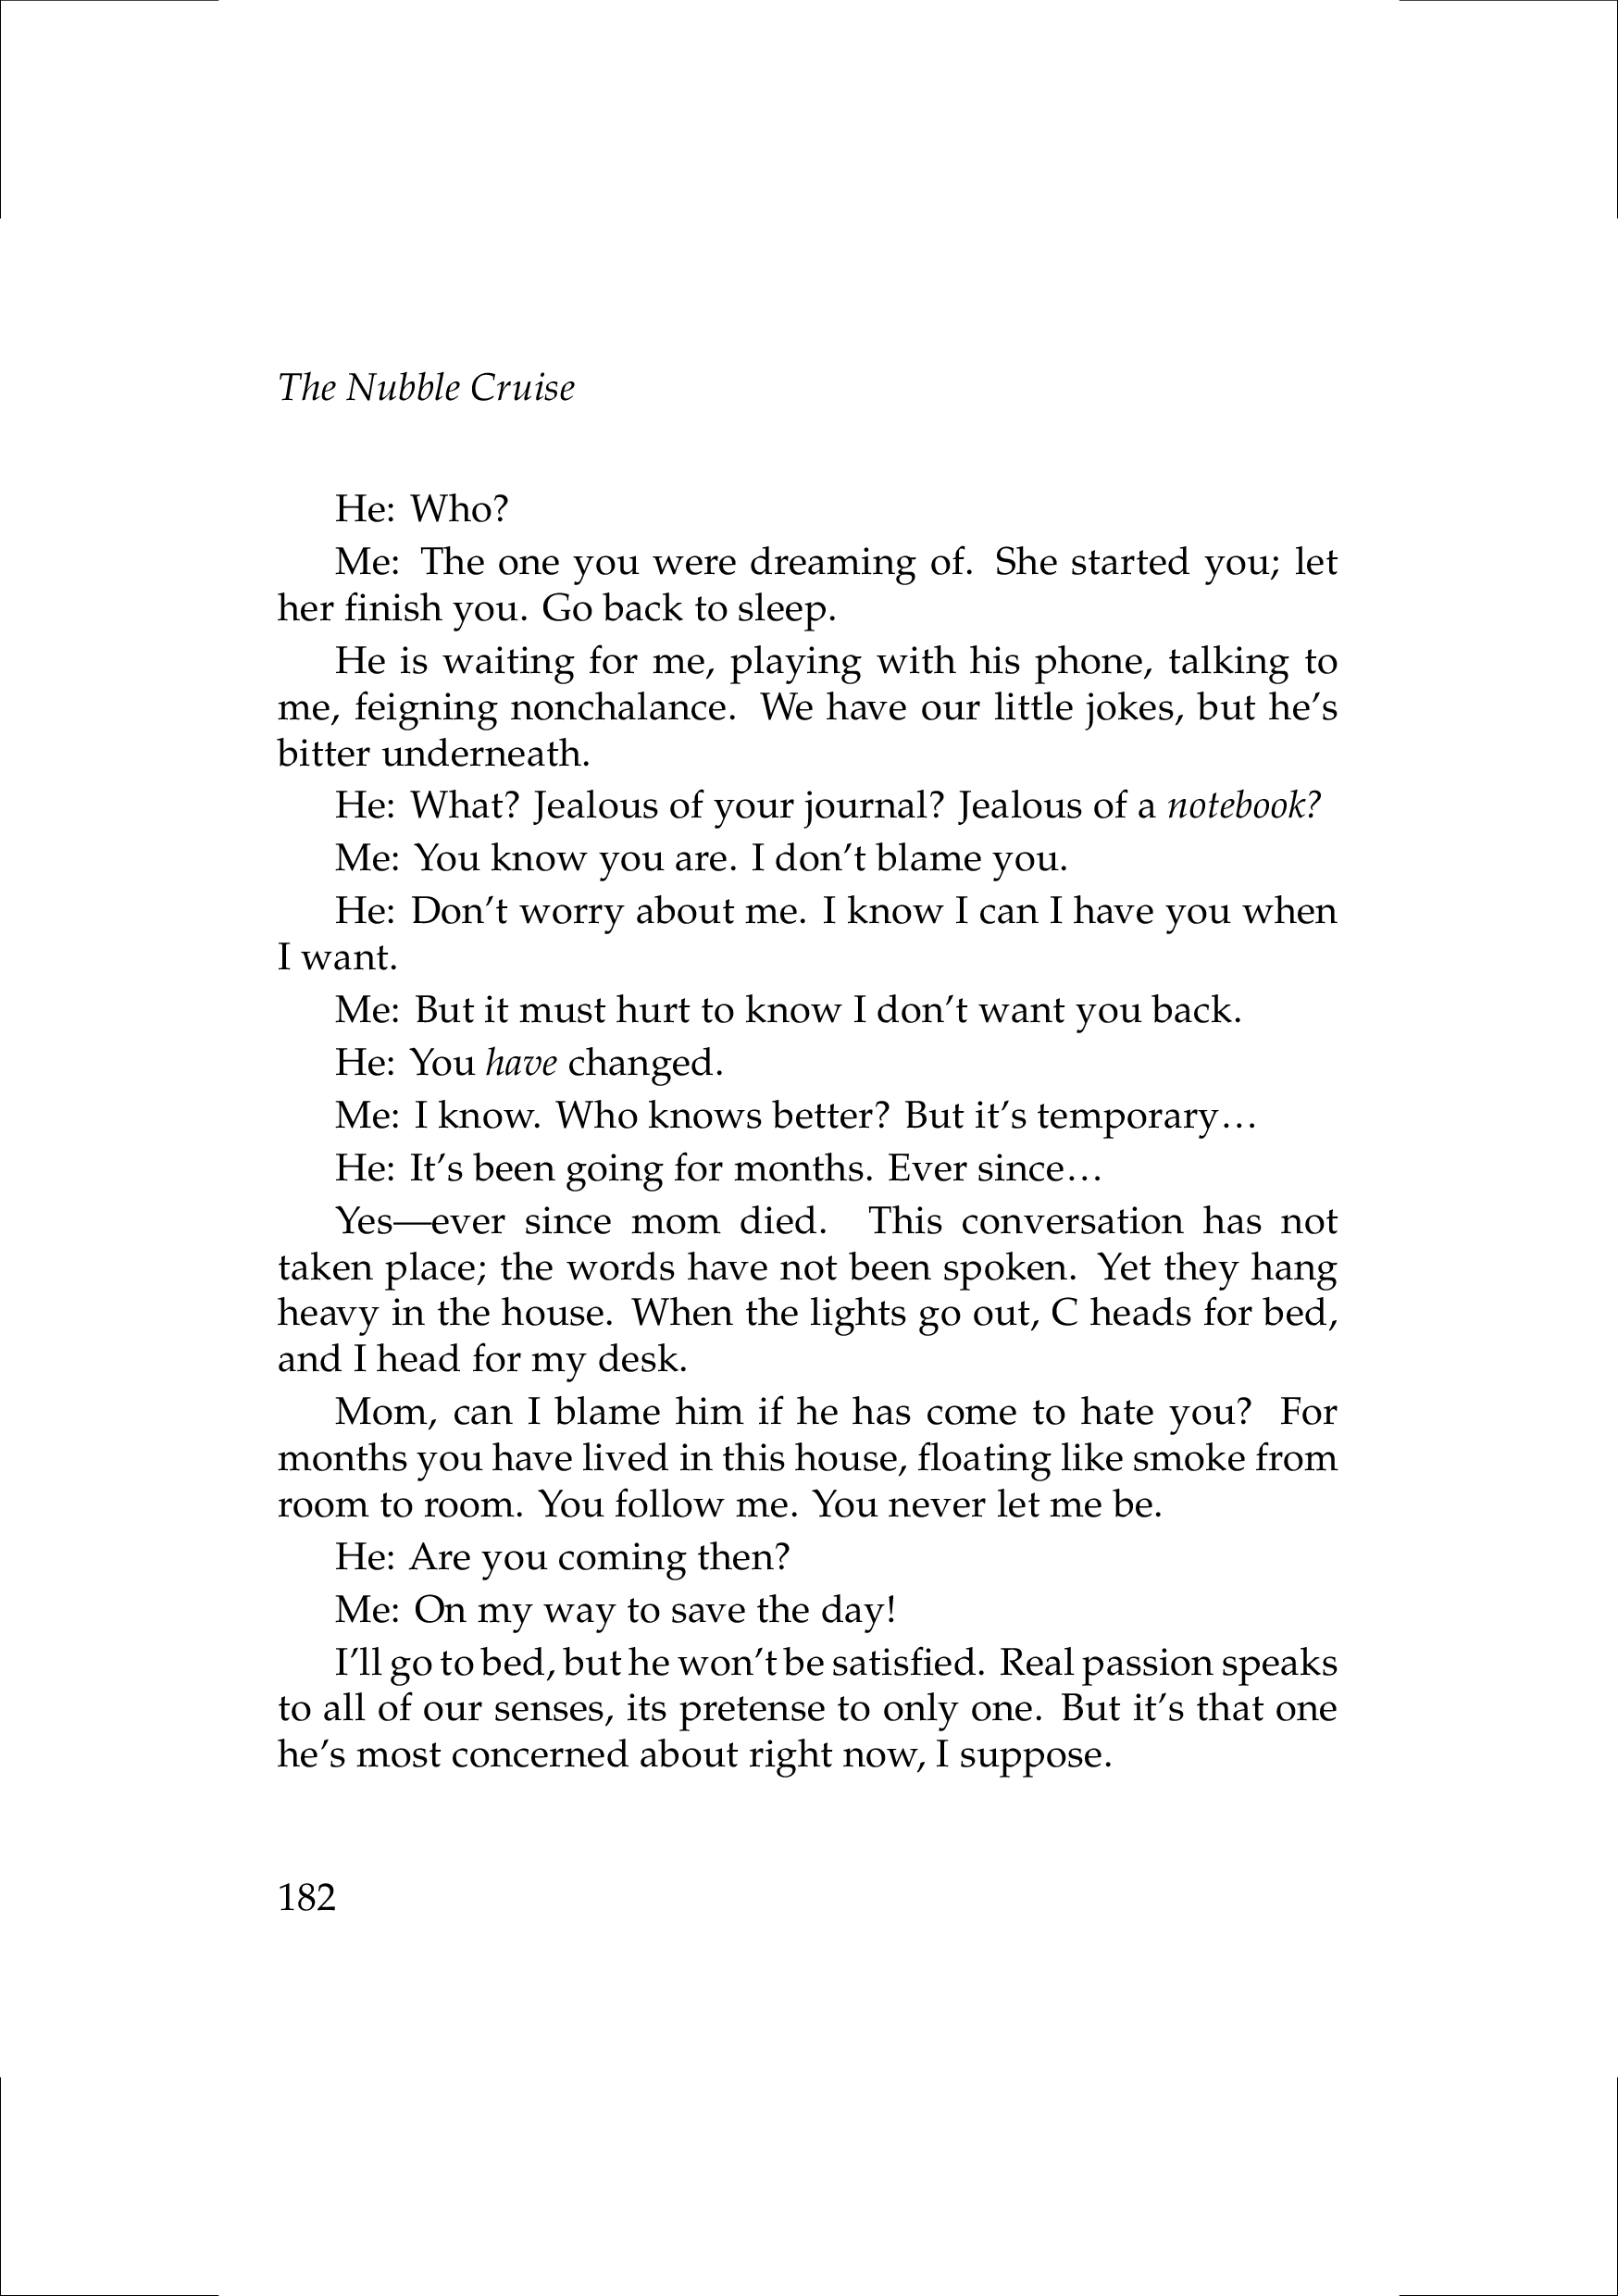 The Nubble Cruise
He: Who?
Me: The one you were dreaming of. She started you; let
her finish you. Go back to sleep.
He is waiting for me, playing with his phone, talking to
me, feigning nonchalance. We have our little jokes, but he’s
bitter underneath.
He: What? Jealous of your journal? Jealous of a notebook?
Me: You know you are. I don’t blame you.
He: Don’t worry about me. I know I can I have you when
I want.
Me: But it must hurt to know I don’t want you back.
He: You have changed.
Me: I know. Who knows better? But it’s temporary…
He: It’s been going for months. Ever since…
Yes—ever since mom died. This conversation has not
taken place; the words have not been spoken. Yet they hang
heavy in the house. When the lights go out, C heads for bed,
and I head for my desk.
Mom, can I blame him if he has come to hate you? For
months you have lived in this house, floating like smoke from
room to room. You follow me. You never let me be.
He: Are you coming then?
Me: On my way to save the day!
I’ll go to bed, but he won’t be satisfied. Real passion speaks
to all of our senses, its pretense to only one. But it’s that one
he’s most concerned about right now, I suppose.
182